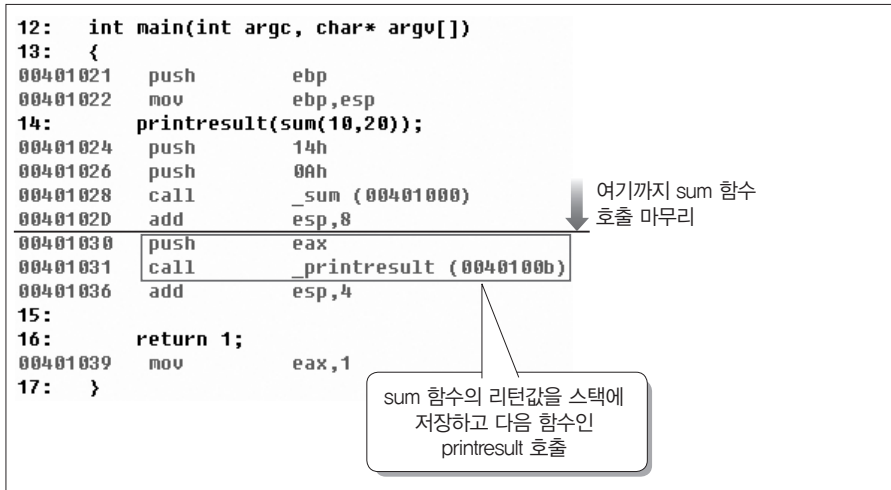 12: int main(int argc, char* argv[])
13: {
00401021 push ebp
00401022 mov ebp,esp
14: printresult(sum(10,20));
00401024 push 14h
00401026 push 0Ah
00401028 call _sum (00401000)
0040102D add esp,8
여기까지 sum 함수
호출 마무리
00401030 push eax
00401031 call _printresult (0040100b)
00401036 add esp,4
15:
16: return 1;
00401039 mov eax,1
17: }
sum 함수의 리턴값을 스택에
저장하고 다음 함수인
printresult 호출